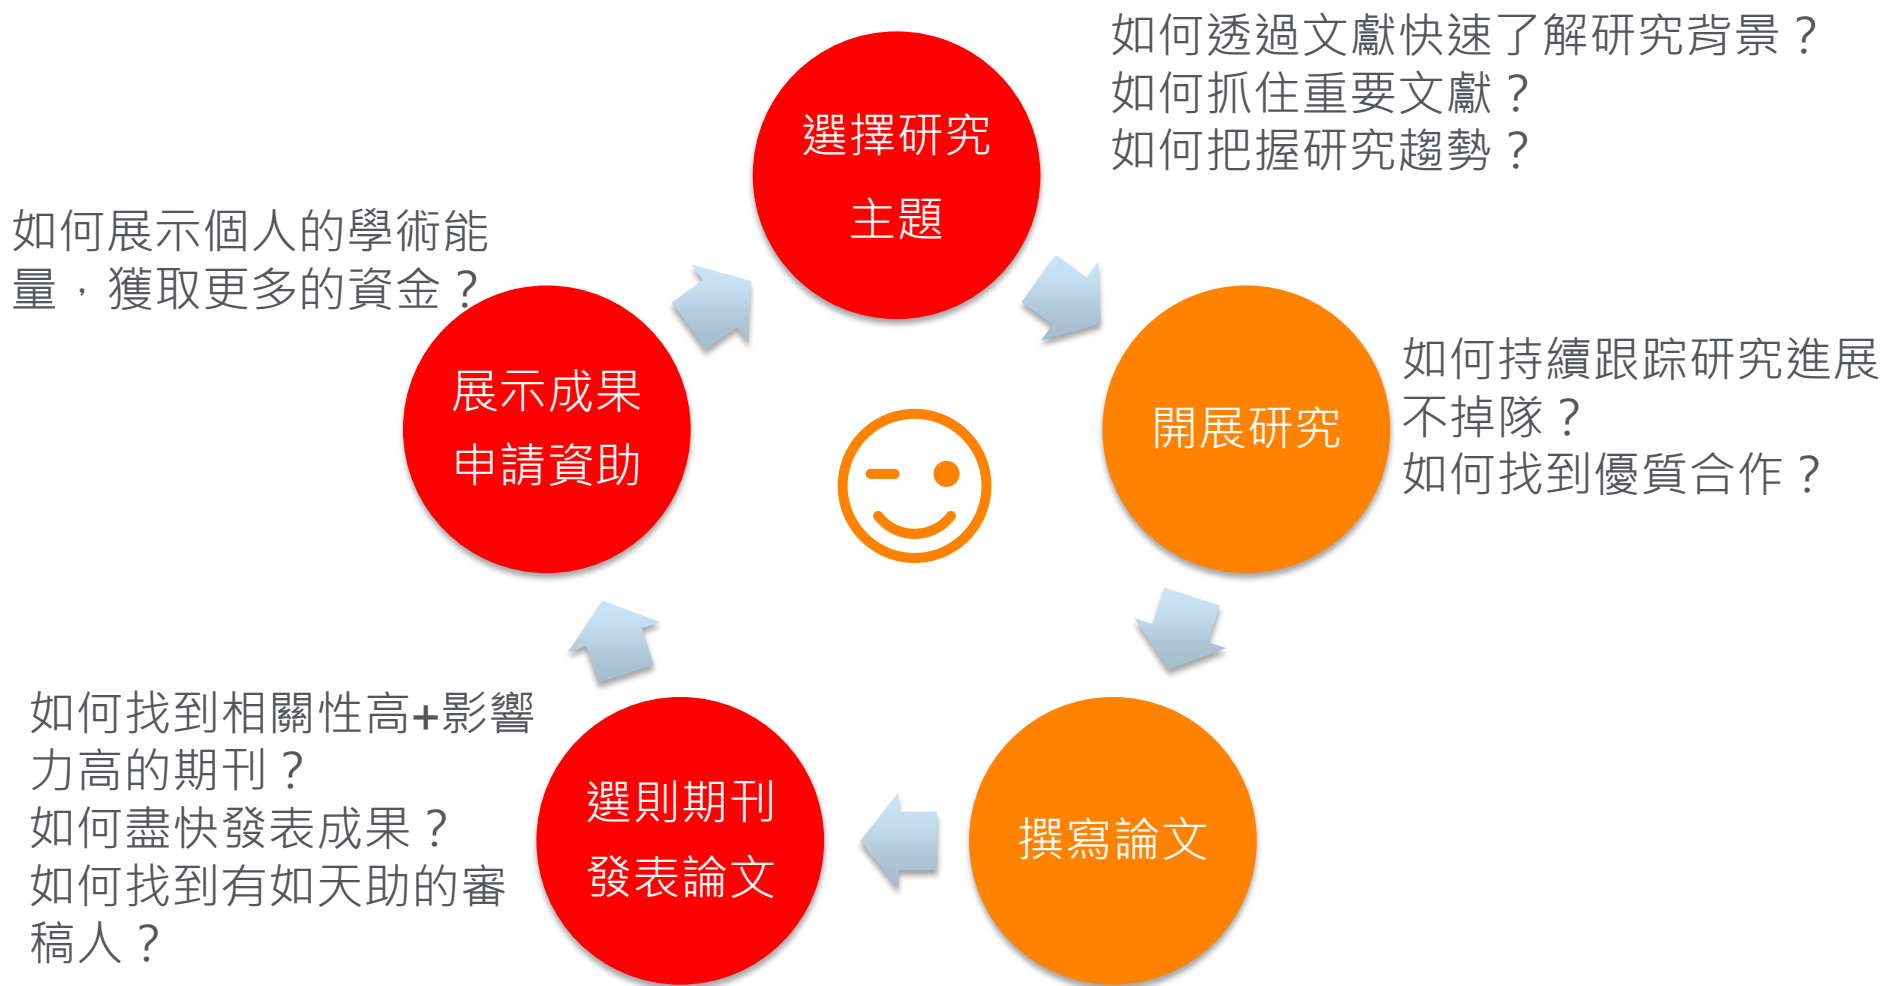 如何透過文獻快速了解研究背景？
如何抓住重要文獻？
如何把握研究趨勢？
選擇研究
主題
如何展示個人的學術能
量，獲取更多的資金？
展示成果
申請資助
開展研究
如何持續跟踪研究進展
不掉隊？
如何找到優質合作？
如何找到相關性高+影響
力高的期刊？
如何盡快發表成果？
如何找到有如天助的審
稿人？
選則期刊
發表論文
撰寫論文